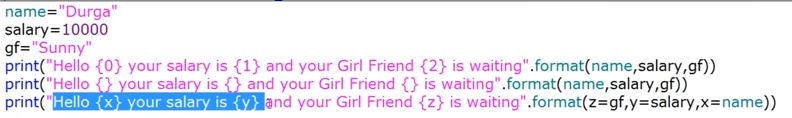 name="Durga"
salary=10000
gf="Sunny"
print("Hello {0} your salary is {1} and your Girl Friend {2} is waiting".format(name,salary,gf))
print("Hello {} your salary is {} and your Girl Friend {} is waiting".format(name,salary,gf))
print("Hello {x} your salary is {y} and your Girl Friend {z} is waiting".format(z=gf,y=salary,x=name))